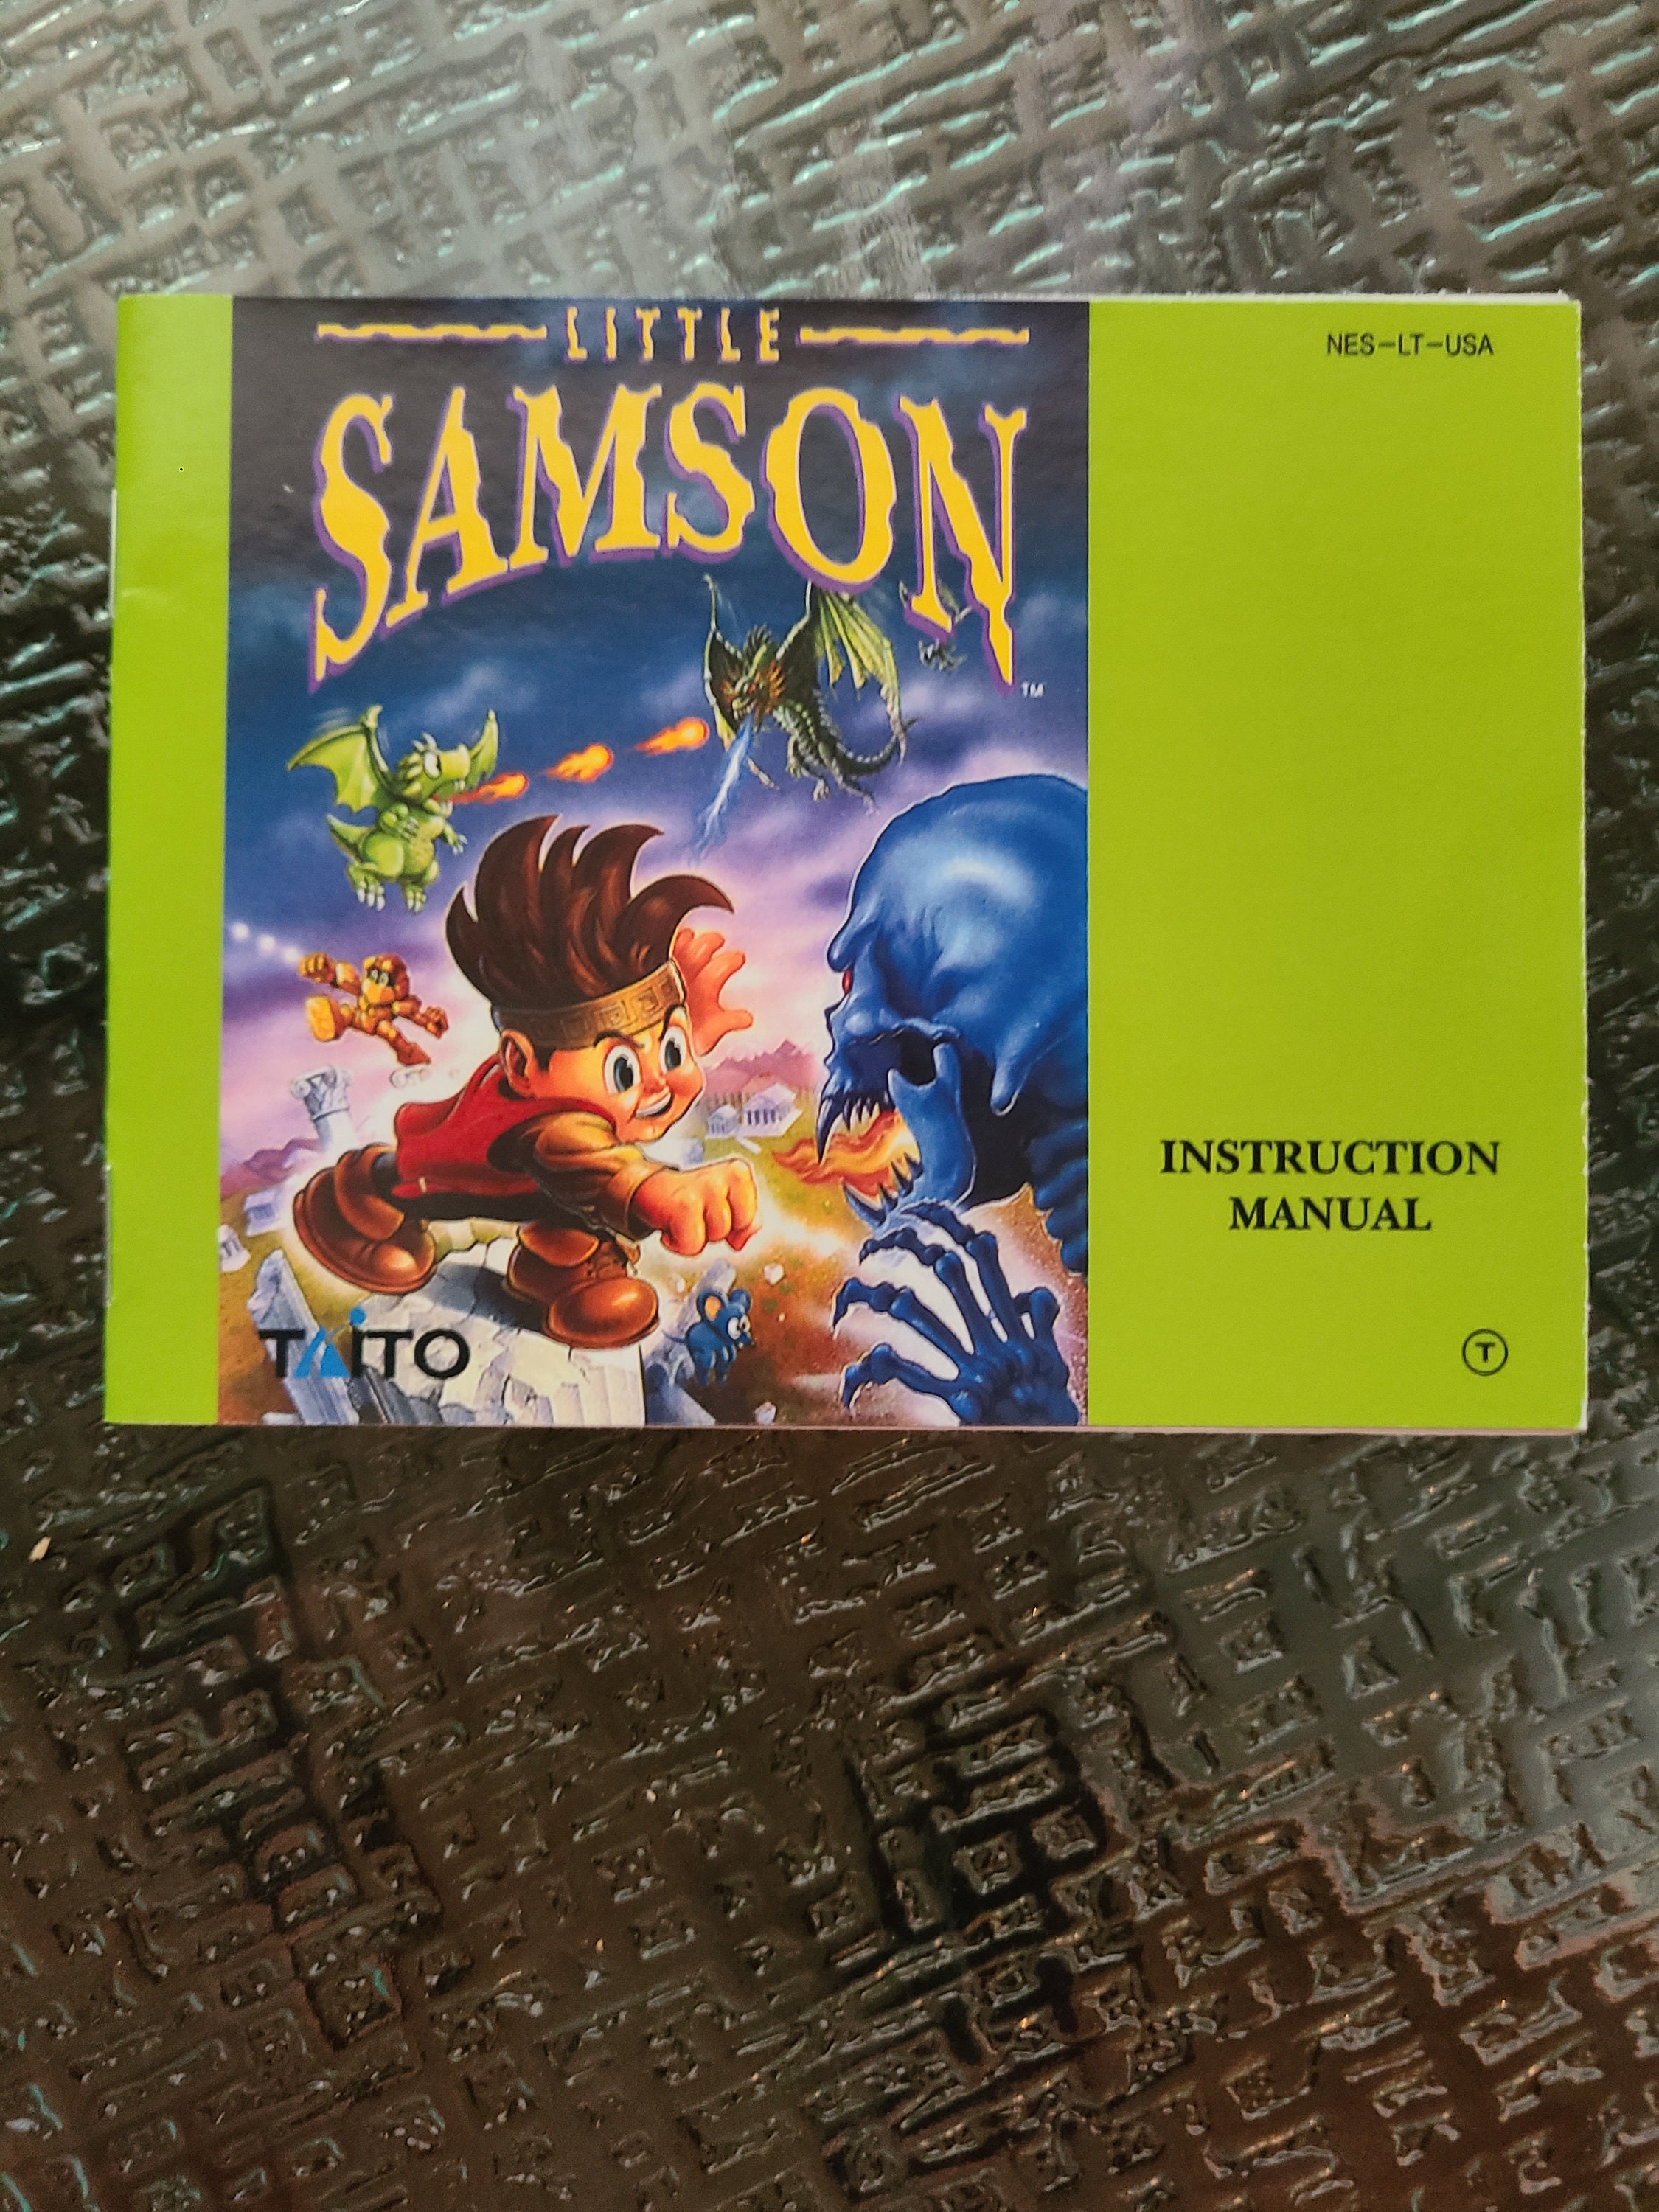 LITTLE
SAMSON
TM
TAITO
NES-LT-USA
INSTRUCTION
MANUAL
T